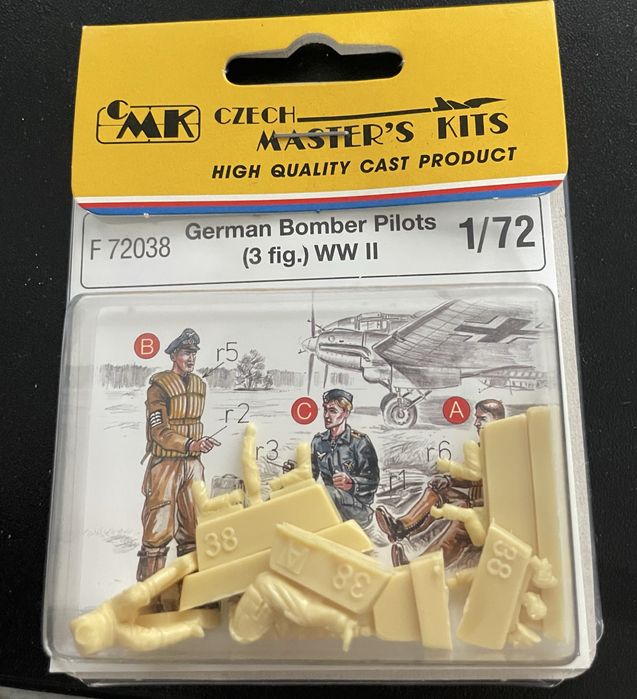 CMK
CZECH
MASTER'S KITS
HIGH QUALITY CAST PRODUCT
F 72038
German Bomber Pilots
(3 fig.) WW II
1/72
B
r5
r2
C
r3
A
r6
r1
38
A
38
38